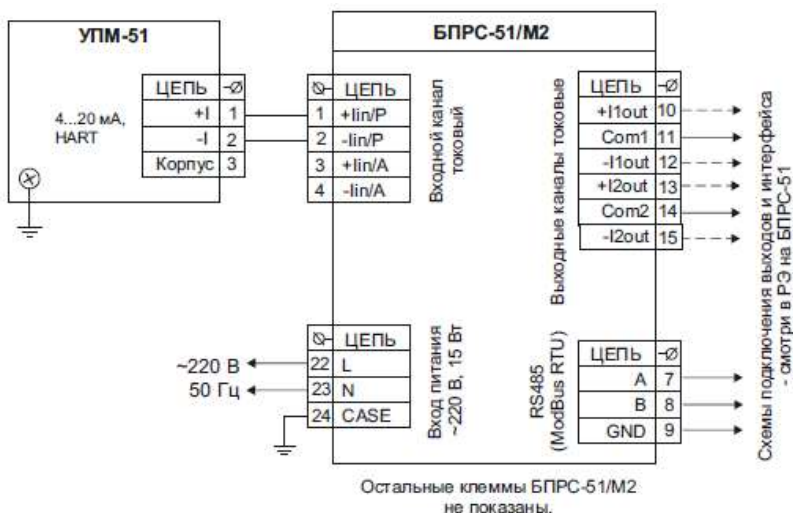 УПМ-51
4...20 мА,
HART
ЦЕПЬ
+I 1
-I 2
Корпус 3
БПРС-51/М2
ЦЕПЬ
1 +Iin/P
2 -Iin/P
3 +Iin/A
4 -Iin/A
Входной канал
токовый
ЦЕПЬ
+I1out 10
Com1 11
-I1out 12
+I2out 13
Com2 14
-I2out 15
Выходные каналы токовые
~220 В
50 Гц
ЦЕПЬ
22 L
23 N
24 CASE
Вход питания
~220 В, 15 Вт
RS485
(ModBus RTU)
ЦЕПЬ
A 7
B 8
GND 9
Схемы подключения выходов и интерфейса
- смотри в РЭ на БПРС-51
Остальные клеммы БПРС-51/М2
не показаны.